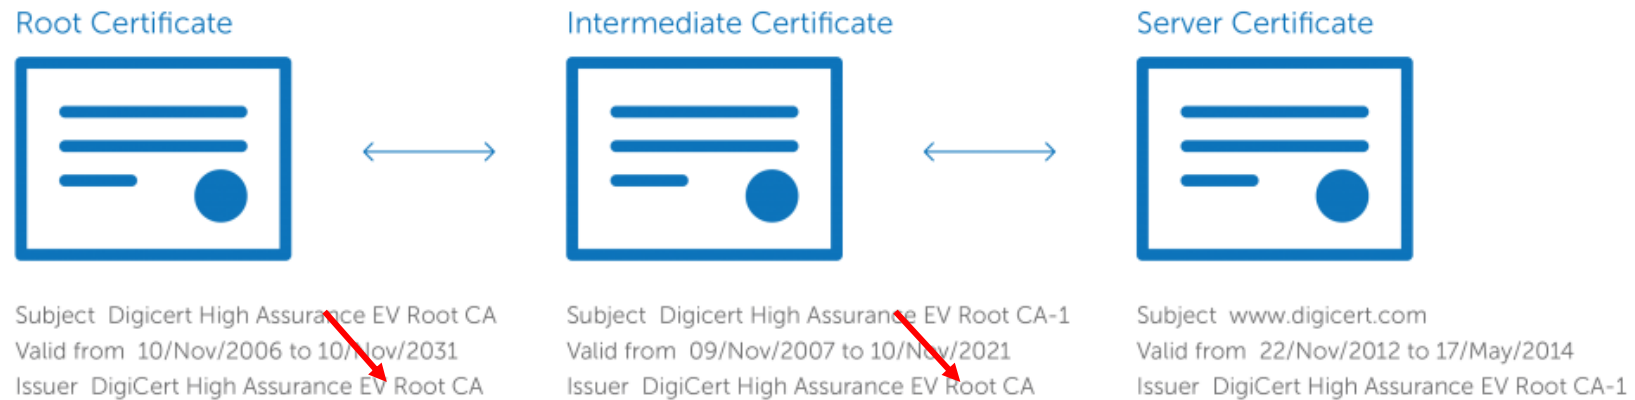 Root Certificate
Subject Digicert High Assurance EV Root CA
Valid from 10/Nov/2006 to 10/Nov/2031
Issuer DigiCert High Assurance EV Root CA
Intermediate Certificate
Subject Digicert High Assurance EV Root CA-1
Valid from 09/Nov/2007 to 10/Nov/2021
Issuer DigiCert High Assurance EV Root CA
Server Certificate
Subject www.digicert.com
Valid from 22/Nov/2012 to 17/May/2014
Issuer DigiCert High Assurance EV Root CA-1